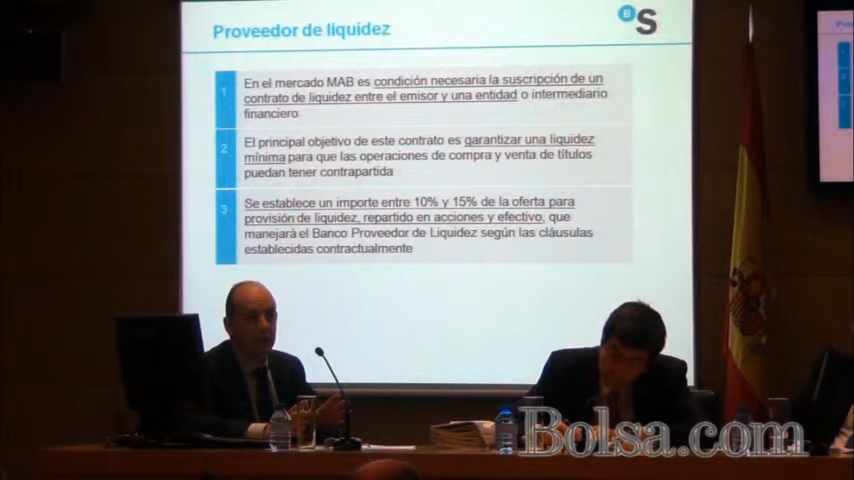 Proveedor de liquidez
B S
1
En el mercado MAB es condición necesaria la suscripción de un
contrato de liquidez entre el emisor y una entidad o intermediario
financiero
2
El principal objetivo de este contrato es garantizar una liquidez
mínima para que las operaciones de compra y venta de títulos
puedan tener contrapartida
3
Se establece un importe entre 10% y 15% de la oferta para
provisión de liquidez, repartido en acciones y efectivo, que
manejará el Banco Proveedor de Liquidez según las cláusulas
establecidas contractualmente
Bolsa.com